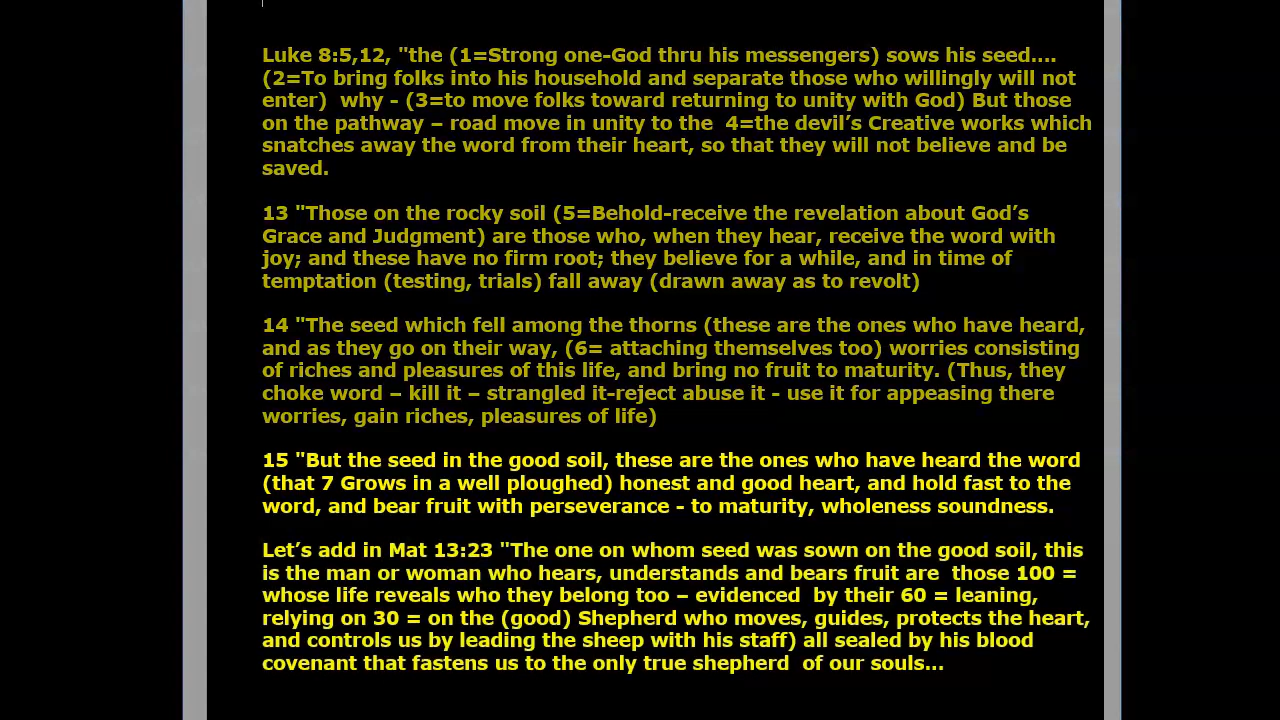 Luke 8:5,12, "the (1=Strong one-God thru his messengers) sows his seed....
(2=To bring folks into his household and separate those who willingly will not
enter)  why - (3=to move folks toward returning to unity with God) But those
on the pathway – road move in unity to the  4=the devil’s Creative works which
snatches away the word from their heart, so that they will not believe and be
saved.
13 "Those on the rocky soil (5=Behold-receive the revelation about God’s
Grace and Judgment) are those who, when they hear, receive the word with
joy; and these have no firm root; they believe for a while, and in time of
temptation (testing, trials) fall away (drawn away as to revolt)
14 "The seed which fell among the thorns (these are the ones who have heard,
and as they go on their way, (6= attaching themselves too) worries consisting
of riches and pleasures of this life, and bring no fruit to maturity. (Thus, they
choke word – kill it – strangled it-reject abuse it - use it for appeasing there
worries, gain riches, pleasures of life)
15 "But the seed in the good soil, these are the ones who have heard the word
(that 7 Grows in a well ploughed) honest and good heart, and hold fast to the
word, and bear fruit with perseverance - to maturity, wholeness soundness.
Let’s add in Mat 13:23 "The one on whom seed was sown on the good soil, this
is the man or woman who hears, understands and bears fruit are  those 100 =
whose life reveals who they belong too – evidenced  by their 60 = leaning,
relying on 30 = on the (good) Shepherd who moves, guides, protects the heart,
and controls us by leading the sheep with his staff) all sealed by his blood
covenant that fastens us to the only true shepherd  of our souls...